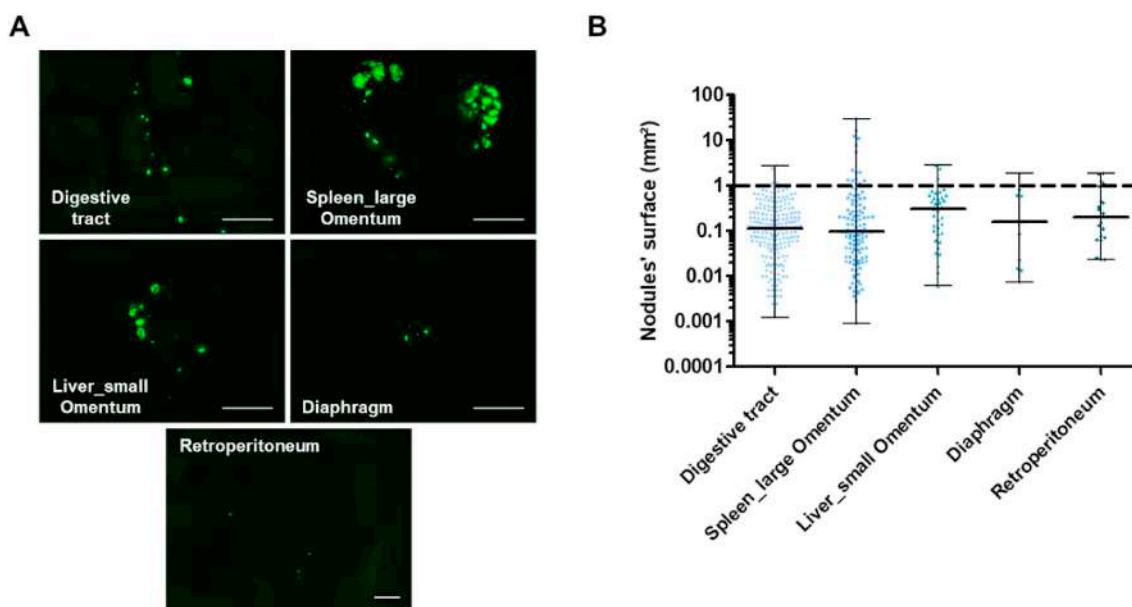 A
Digestive
tract
Spleen_large
Omentum
Liver_small
Omentum
Diaphragm
Retroperitoneum
B
Nodules' surface (mm²)
100
10
1
0.1
0.01
0.001
0.0001
Digestive tract
Spleen_large Omentum
Liver_small Omentum
Diaphragm
Retroperitoneum